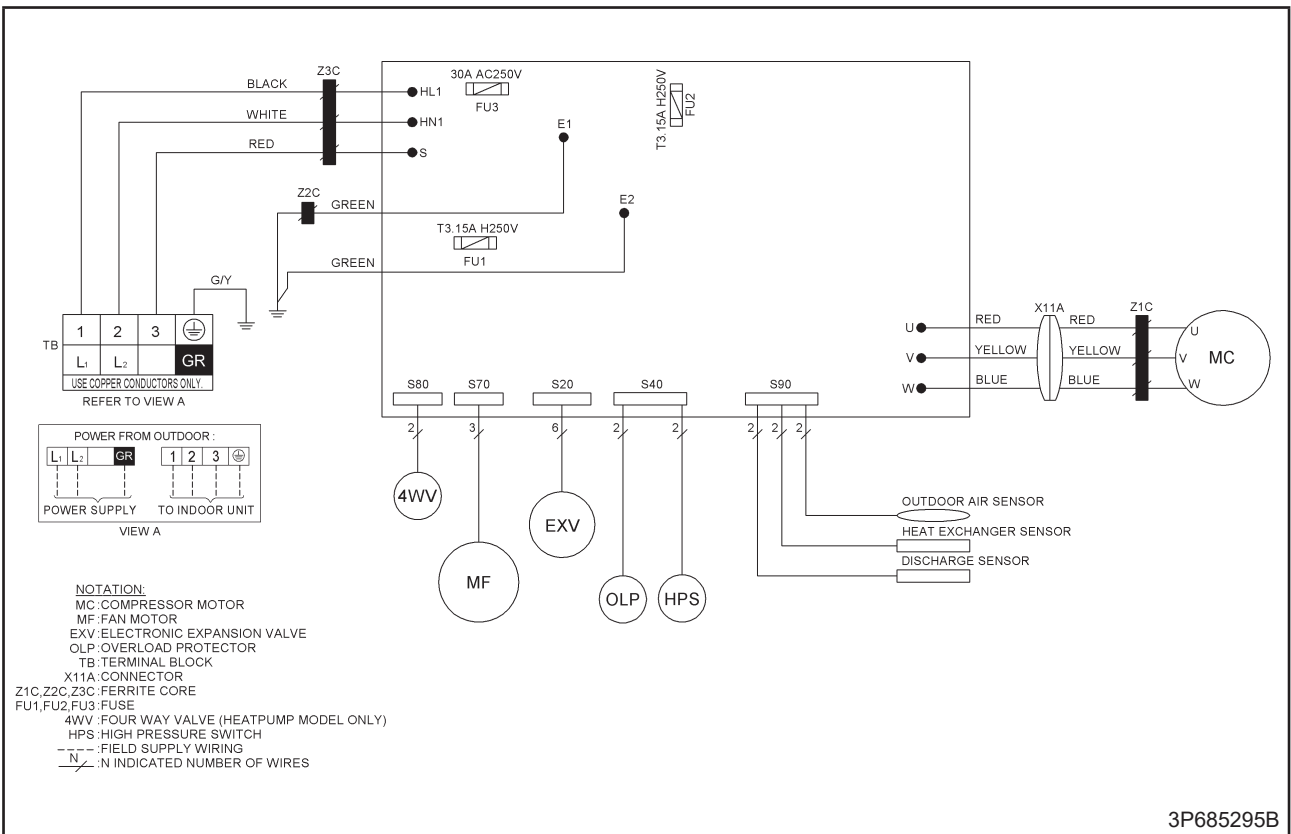 Z3C
BLACK
HL1
WHITE
HN1
RED
S
30A AC250V
FU3
T3.15A H250V
FU2
E1
Z2C
GREEN
E2
T3.15A H250V
FU1
GREEN
G/Y
TB
1 2 3
L1 L2 GR
USE COPPER CONDUCTORS ONLY.
REFER TO VIEW A
POWER FROM OUTDOOR :
L1 L2 GR 1 2 3
POWER SUPPLY TO INDOOR UNIT
VIEW A
X11A Z1C
U RED RED U
V YELLOW YELLOW V MC
W BLUE BLUE W
S80 S70 S20 S40 S90
2 3 6 2 2 2 2 2
4WV
EXV
MF
OLP HPS
OUTDOOR AIR SENSOR
HEAT EXCHANGER SENSOR
DISCHARGE SENSOR
NOTATION:
MC :COMPRESSOR MOTOR
MF :FAN MOTOR
EXV :ELECTRONIC EXPANSION VALVE
OLP :OVERLOAD PROTECTOR
TB :TERMINAL BLOCK
X11A :CONNECTOR
Z1C,Z2C,Z3C :FERRITE CORE
FU1,FU2,FU3 :FUSE
4WV :FOUR WAY VALVE (HEATPUMP MODEL ONLY)
HPS :HIGH PRESSURE SWITCH
---- :FIELD SUPPLY WIRING
N :N INDICATED NUMBER OF WIRES
3P685295B